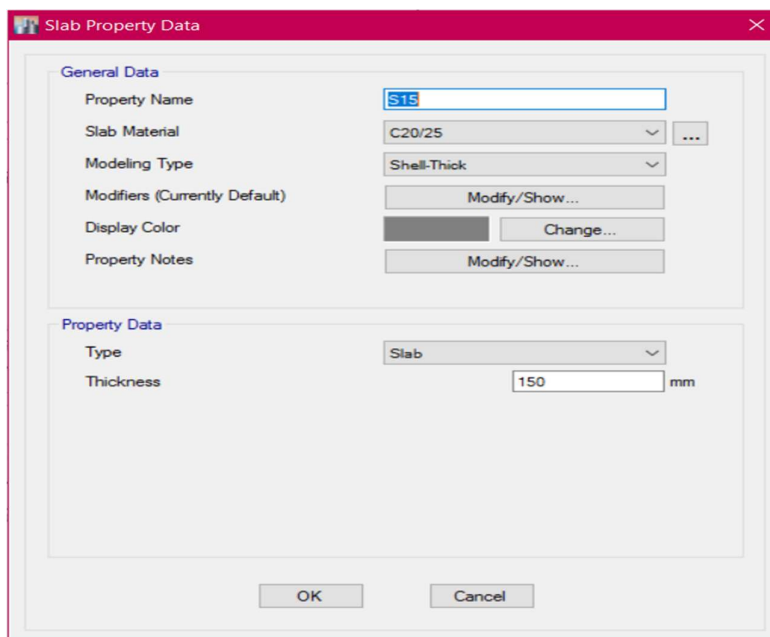 Slab Property Data
General Data
Property Name S15
Slab Material C20/25 ...
Modeling Type Shell-Thick
Modifiers (Currently Default) Modify/Show...
Display Color Change...
Property Notes Modify/Show...
Property Data
Type Slab
Thickness 150 mm
OK Cancel